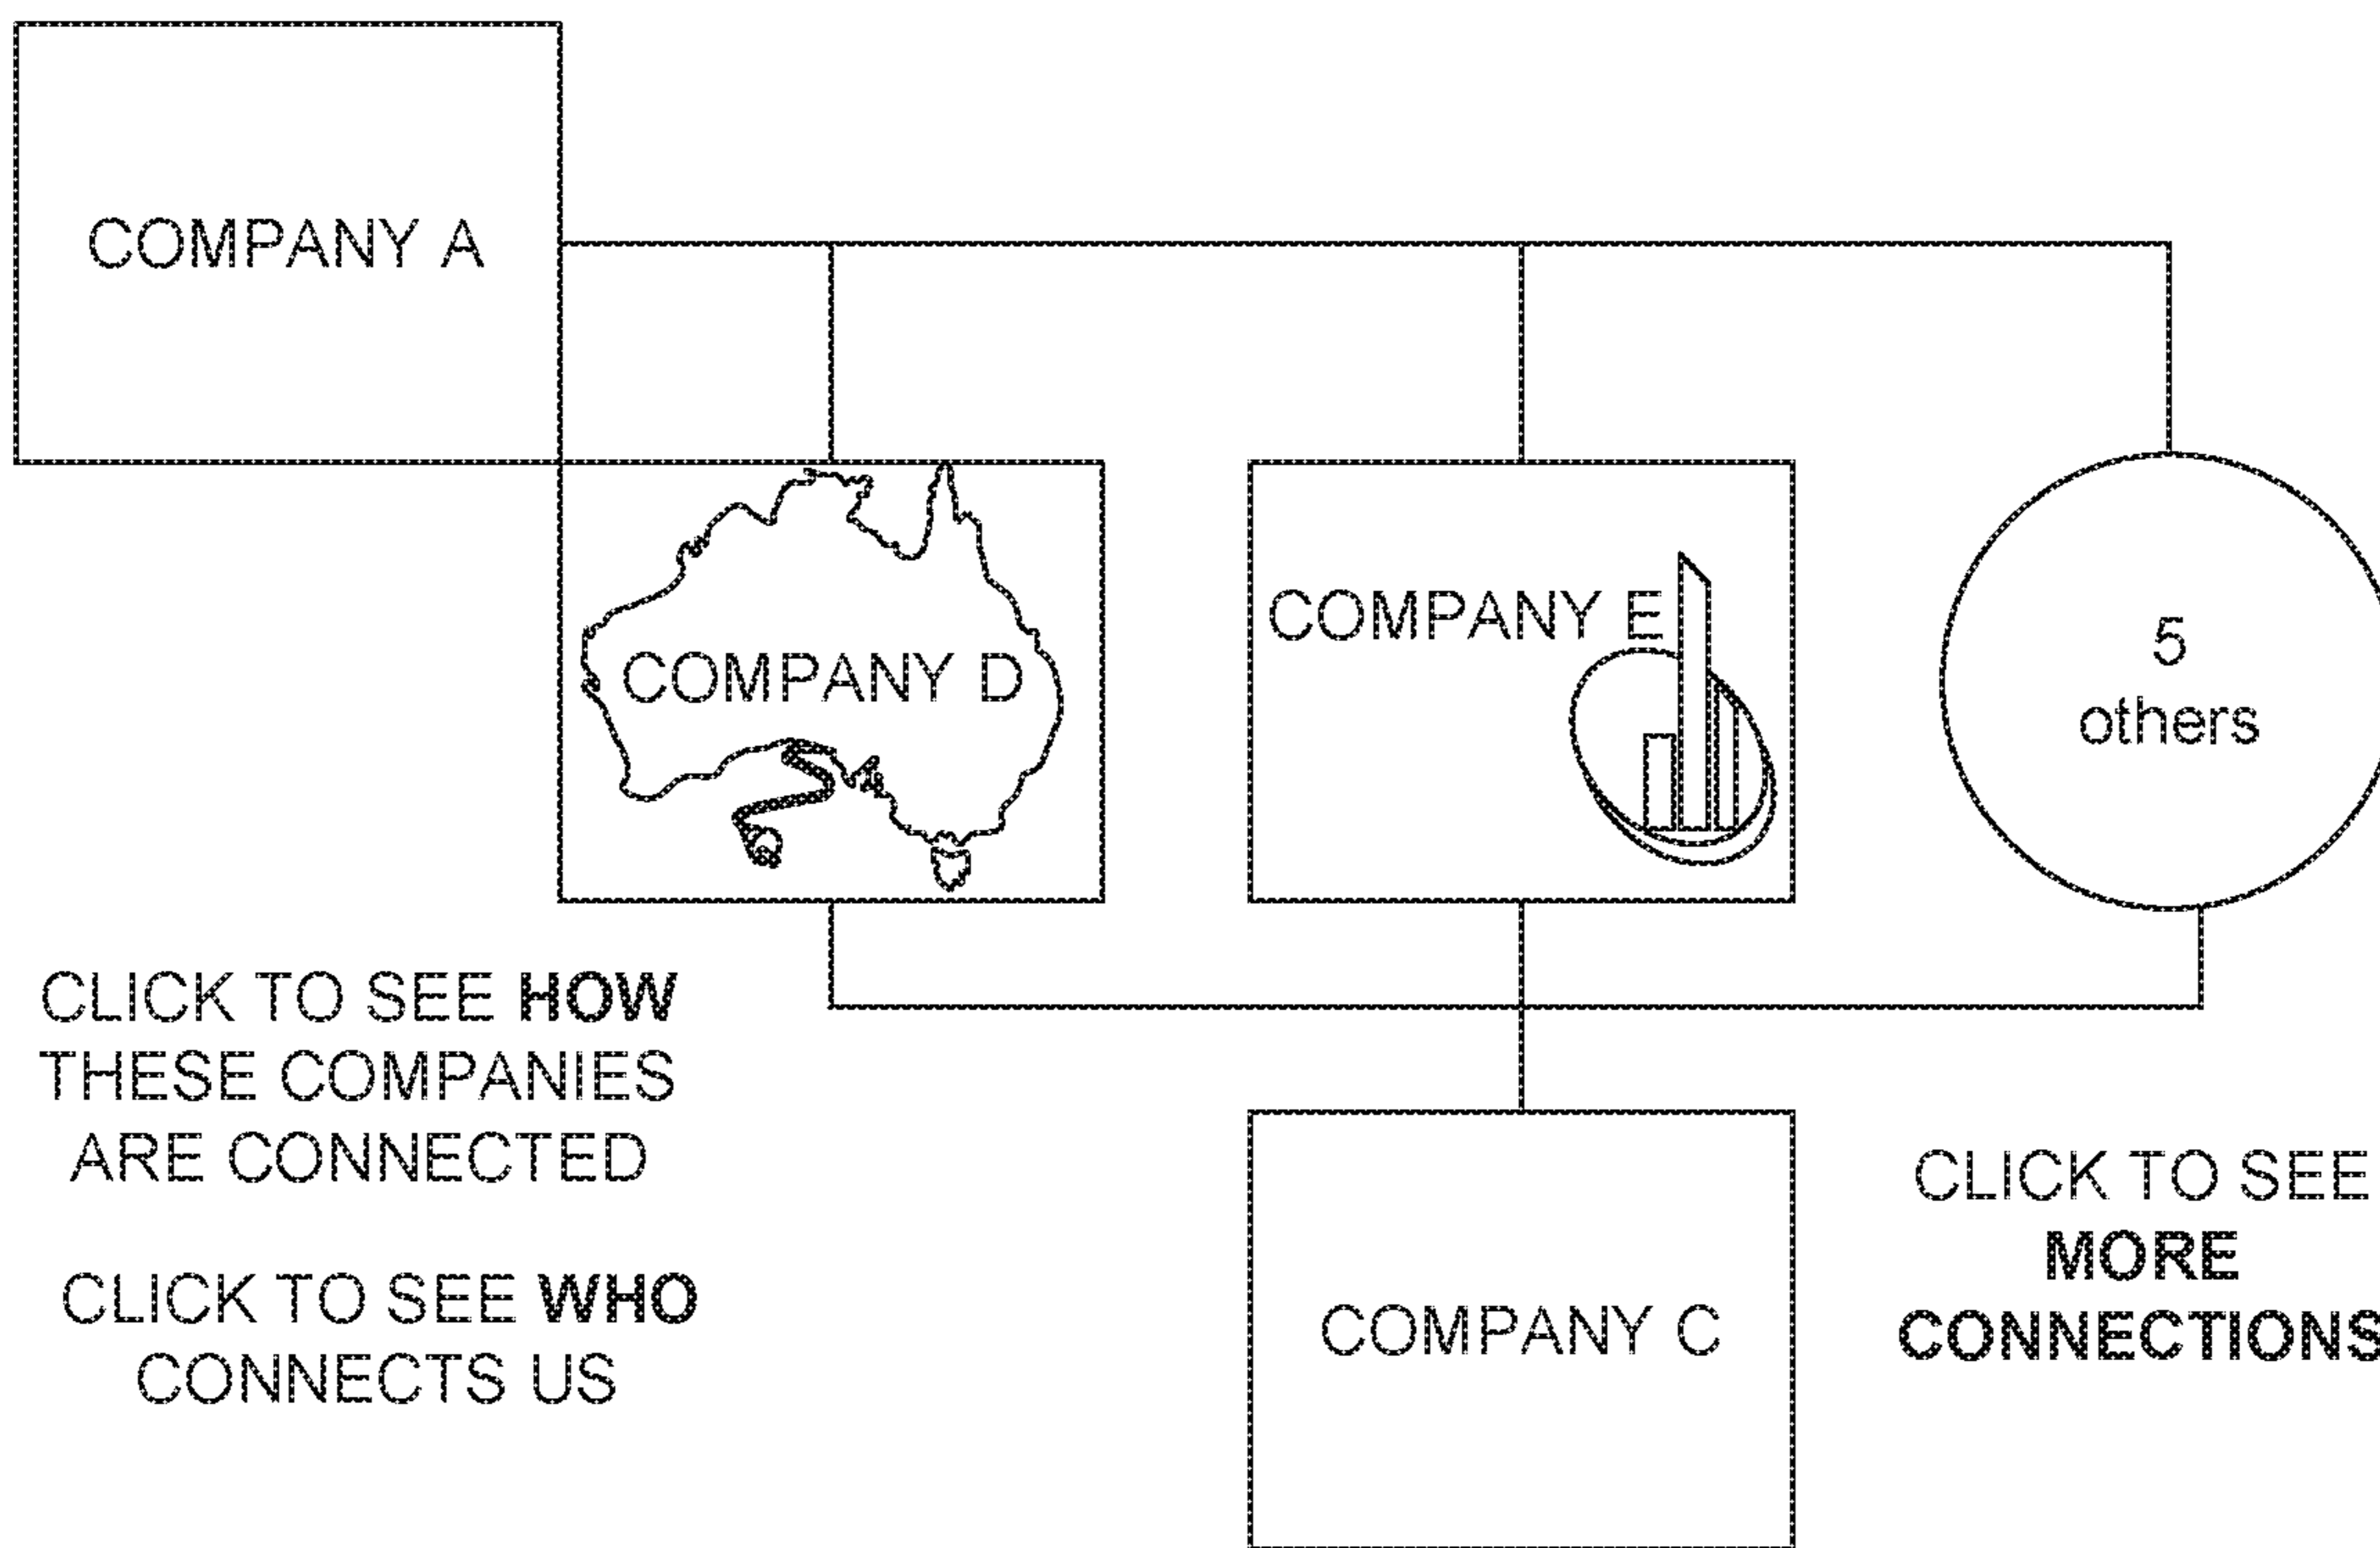 COMPANY A
COMPANY D
COMPANY E
5
others
CLICK TO SEE HOW
THESE COMPANIES
ARE CONNECTED
CLICK TO SEE WHO
CONNECTS US
COMPANY C
CLICK TO SEE
MORE
CONNECTIONS